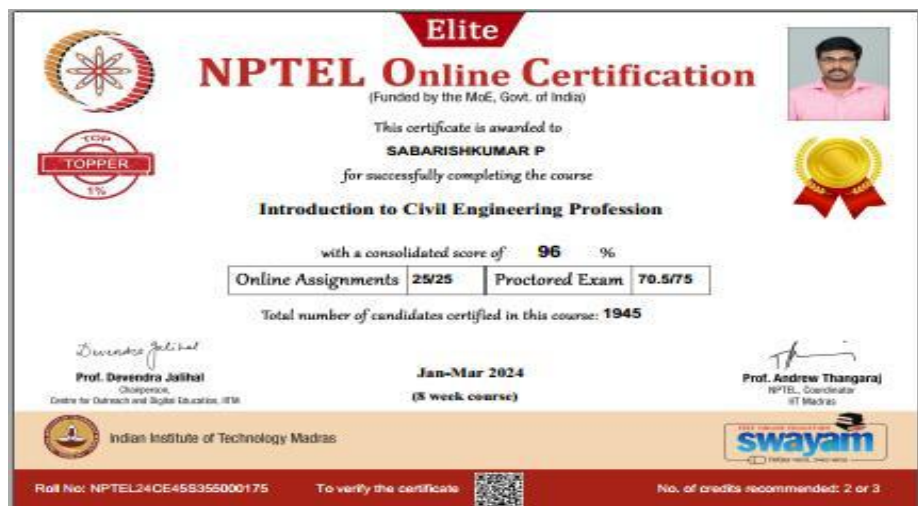 Elite
NPTEL Online Certification
(Funded by the MoE, Govt. of India)
This certificate is awarded to
SABARISHKUMAR P
for successfully completing the course
Introduction to Civil Engineering Profession
with a consolidated score of 96 %
Online Assignments 25/25 Proctored Exam 70.5/75
Total number of candidates certified in this course: 1945
TOP
TOPPER
1%
Devendra Jalihal
Prof. Devendra Jalihal
Chairperson,
Centre for Outreach and Digital Education, IITM
Jan-Mar 2024
(8 week course)
Prof. Andrew Thangaraj
NPTEL, Coordinator
IIT Madras
Indian Institute of Technology Madras
FREE ONLINE EDUCATION
swayam
Roll No: NPTEL24CE45S355000175 To verify the certificate No. of credits recommended: 2 or 3